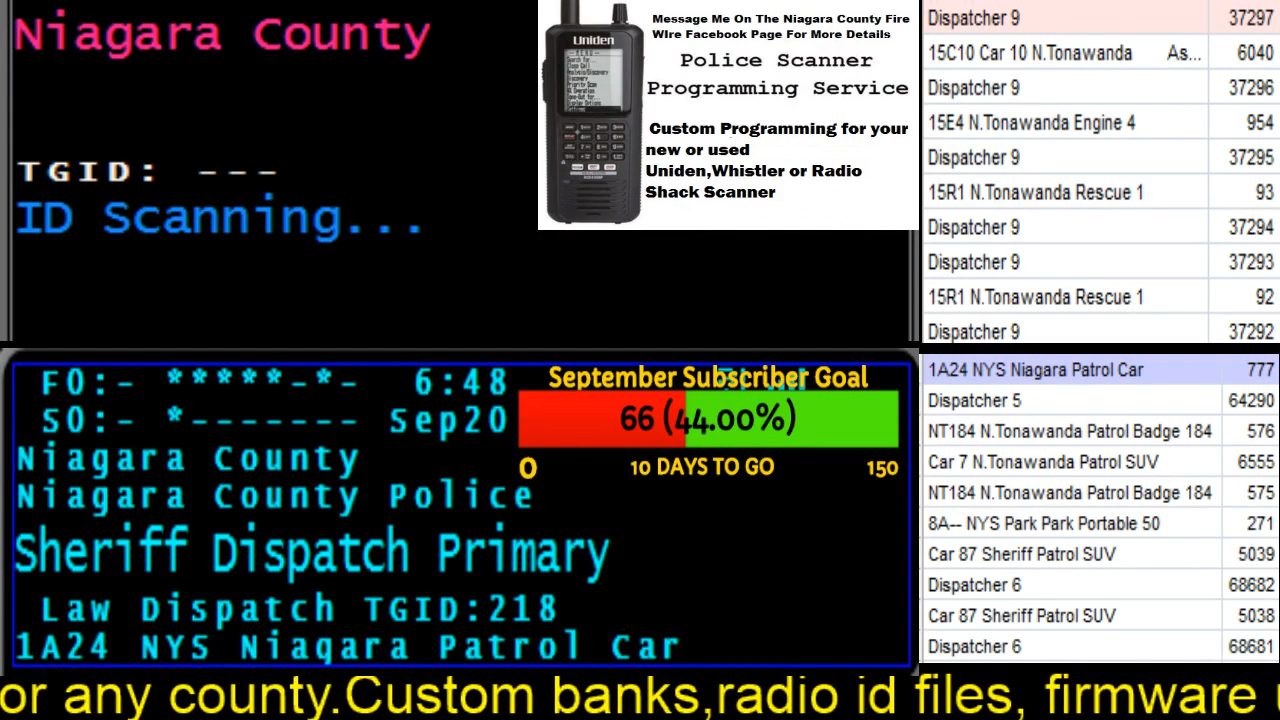 Niagara County
TGID: ---
ID Scanning...
Uniden
Message Me On The Niagara County Fire
WIre Facebook Page For More Details
Police Scanner
Programming Service
Custom Programming for your
new or used
Uniden,Whistler or Radio
Shack Scanner
Dispatcher 9 37297
15C10 Car 10 N.Tonawanda As... 6040
Dispatcher 9 37296
15E4 N.Tonawanda Engine 4 954
Dispatcher 9 37295
15R1 N.Tonawanda Rescue 1 93
Dispatcher 9 37294
Dispatcher 9 37293
15R1 N.Tonawanda Rescue 1 92
Dispatcher 9 37292
F0:- *****-*- 6:48
S0:- *------- Sep20
Niagara County
Niagara County Police
Sheriff Dispatch Primary
Law Dispatch TGID:218
1A24 NYS Niagara Patrol Car
September Subscriber Goal
66 (44.00%)
0 10 DAYS TO GO 150
1A24 NYS Niagara Patrol Car 777
Dispatcher 5 64290
NT184 N.Tonawanda Patrol Badge 184 576
Car 7 N.Tonawanda Patrol SUV 6555
NT184 N.Tonawanda Patrol Badge 184 575
8A-- NYS Park Park Portable 50 271
Car 87 Sheriff Patrol SUV 5039
Dispatcher 6 68682
Car 87 Sheriff Patrol SUV 5038
Dispatcher 6 68681
or any county.Custom banks,radio id files, firmware